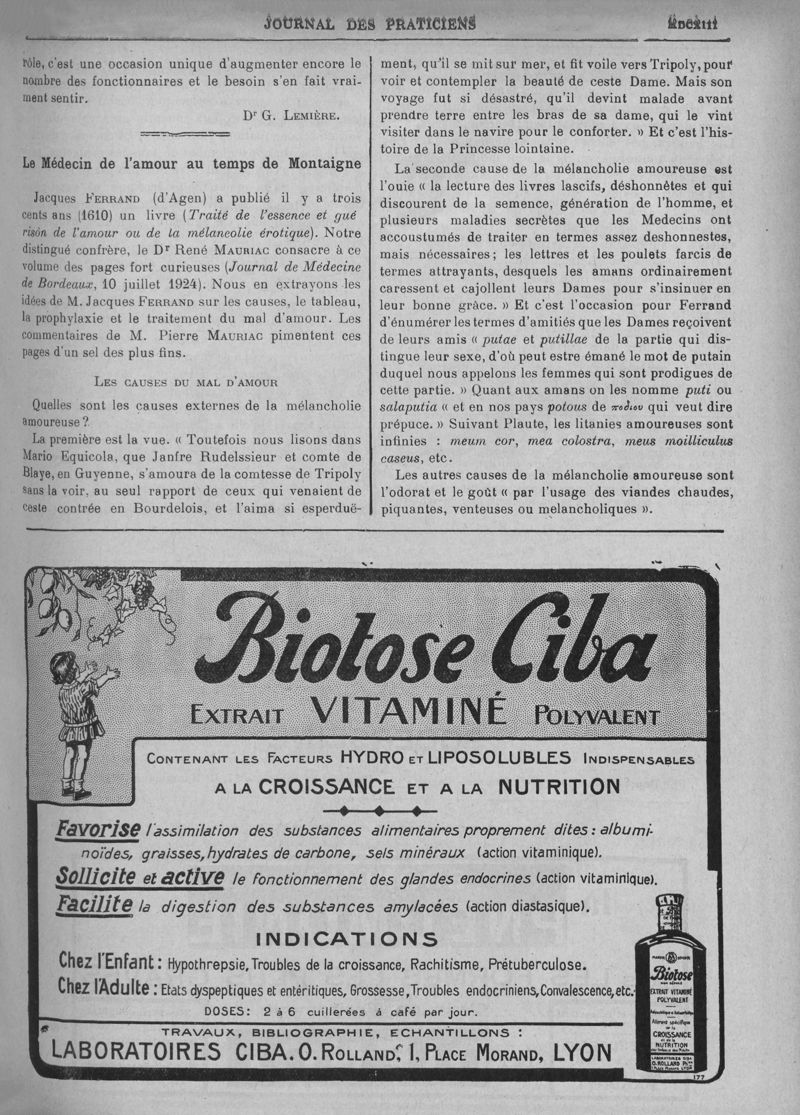 JOURNAL DES PRATICIENS
rôle, c'est une occasion unique d'augmenter encore le
nombre des fonctionnaires et le besoin s'en fait vrai-
ment sentir.
Dr G. LEMIÈRE.
Le Médecin de l'amour au temps de Montaigne
Jacques FERRAND (d'Agen) a publié il y a trois
cents ans (1610) un livre (Traité de l'essence et gué
rison de l'amour ou de la mélancolie érotique). Notre
distingué confrère, le Dr René MAURIAC consacre à ce
volume des pages fort curieuses (Journal de Médecine
de Bordeaux, 10 juillet 1924). Nous en extrayons les
idées de M. Jacques FERRAND sur les causes, le tableau,
la prophylaxie et le traitement du mal d'amour. Les
commentaires de M. Pierre MAURIAC pimentent ces
pages d'un sel des plus fins.
LES CAUSES DU MAL D'AMOUR
Quelles sont les causes externes de la mélancholie
amoureuse ?
La première est la vue. « Toutefois nous lisons dans
Mario Equicola, que Janfre Rudelssieur et comte de
Blaye, en Guyenne, s'amoura de la comtesse de Tripoly
sans la voir, au seul rapport de ceux qui venaient de
ceste contrée en Bourdelois, et l'aima si esperduë-
ment, qu'il se mit sur mer, et fit voile vers Tripoly, pour
voir et contempler la beauté de ceste Dame. Mais son
voyage fut si désastré, qu'il devint malade avant
prendre terre entre les bras de sa dame, qui le vint
visiter dans le navire pour le conforter. » Et c'est l'his-
toire de la Princesse lointaine.
La seconde cause de la mélancholie amoureuse est
l'ouie « la lecture des livres lascifs, déshonnêtes et qui
discourent de la semence, génération de l'homme, et
plusieurs maladies secrètes que les Medecins ont
accoustumés de traiter en termes assez deshonnestes,
mais nécessaires ; les lettres et les poulets farcis de
termes attrayants, desquels les amans ordinairement
caressent et cajollent leurs Dames pour s'insinuer en
leur bonne grâce. » Et c'est l'occasion pour Ferrand
d'énumérer les termes d'amitiés que les Dames reçoivent
de leurs amis « putae et putillae de la partie qui dis-
tingue leur sexe, d'où peut estre émané le mot de putain
duquel nous appelons les femmes qui sont prodigues de
cette partie. » Quant aux amans on les nomme puti ou
salaputia « et en nos pays potous de ποδιου qui veut dire
prépuce. » Suivant Plaute, les litanies amoureuses sont
infinies : meum cor, mea colostra, meus moilliculus
caseus, etc.
Les autres causes de la mélancholie amoureuse sont
l'odorat et le goût « par l'usage des viandes chaudes,
piquantes, venteuses ou melancholiques ».
Biotose Ciba
EXTRAIT VITAMINÉ POLYVALENT
CONTENANT LES FACTEURS HYDRO ET LIPOSOLUBLES INDISPENSABLES
A LA CROISSANCE ET A LA NUTRITION
Favorise l'assimilation des substances alimentaires proprement dites : albumi-
noïdes, graisses, hydrates de carbone, sels minéraux (action vitaminique).
Sollicite et active le fonctionnement des glandes endocrines (action vitaminique).
Facilite la digestion des substances amylacées (action diastasique).
INDICATIONS
Chez l'Enfant : Hypothrepsie, Troubles de la croissance, Rachitisme, Prétuberculose.
Chez l'Adulte : Etats dyspeptiques et entéritiques, Grossesse, Troubles endocriniens, Convalescence, etc.
DOSES: 2 à 6 cuillerées à café par jour.
TRAVAUX, BIBLIOGRAPHIE, ECHANTILLONS :
LABORATOIRES CIBA. O. ROLLAND, 1, PLACE MORAND, LYON
Biotose
EXTRAIT VITAMINÉ
POLYVALENT
CROISSANCE
NUTRITION
LABORATOIRES CIBA
O. ROLLAND
177